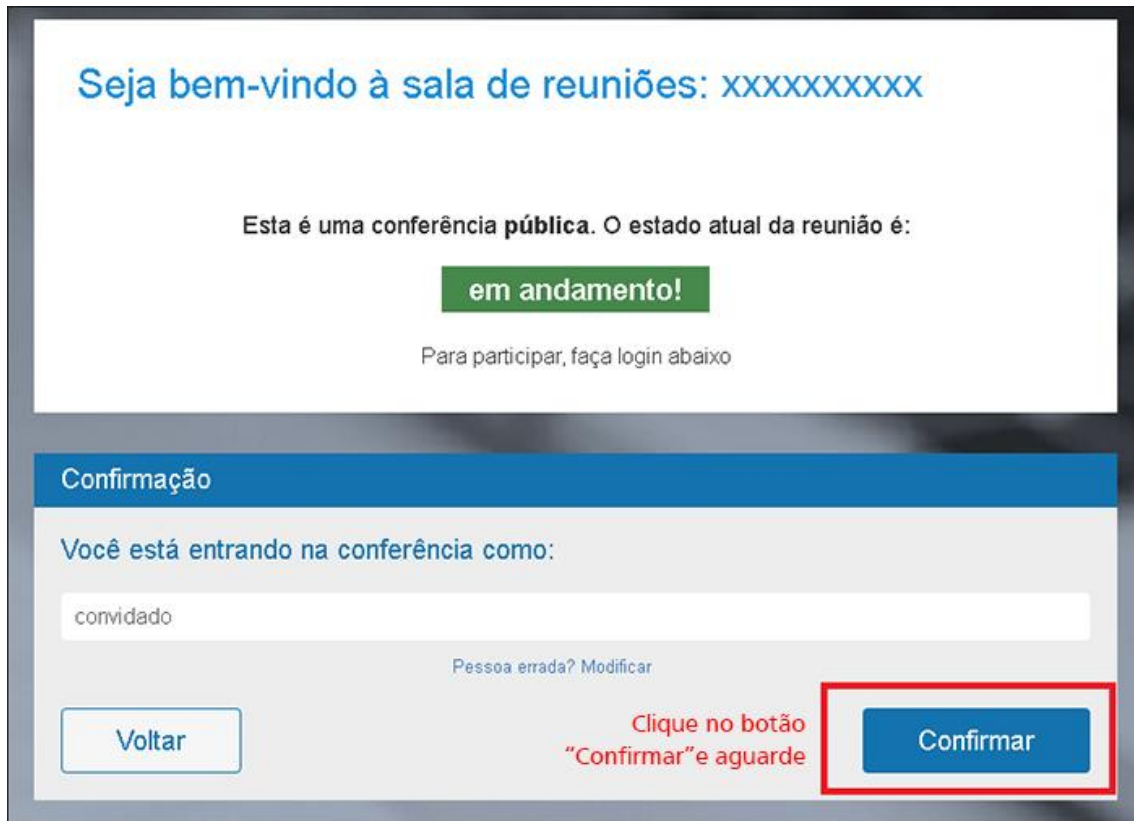 Seja bem-vindo à sala de reuniões: xxxxxxxxxx
Esta é uma conferência pública. O estado atual da reunião é:
em andamento!
Para participar, faça login abaixo
Confirmação
Você está entrando na conferência como:
convidado
Pessoa errada? Modificar
Voltar
Clique no botão
“Confirmar”e aguarde
Confirmar